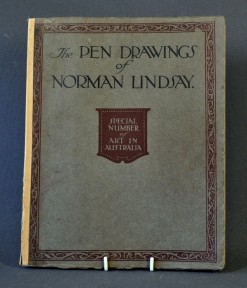 The PEN DRAWINGS
of
NORMAN LINDSAY.
SPECIAL
NUMBER
of
ART IN
AUSTRALIA